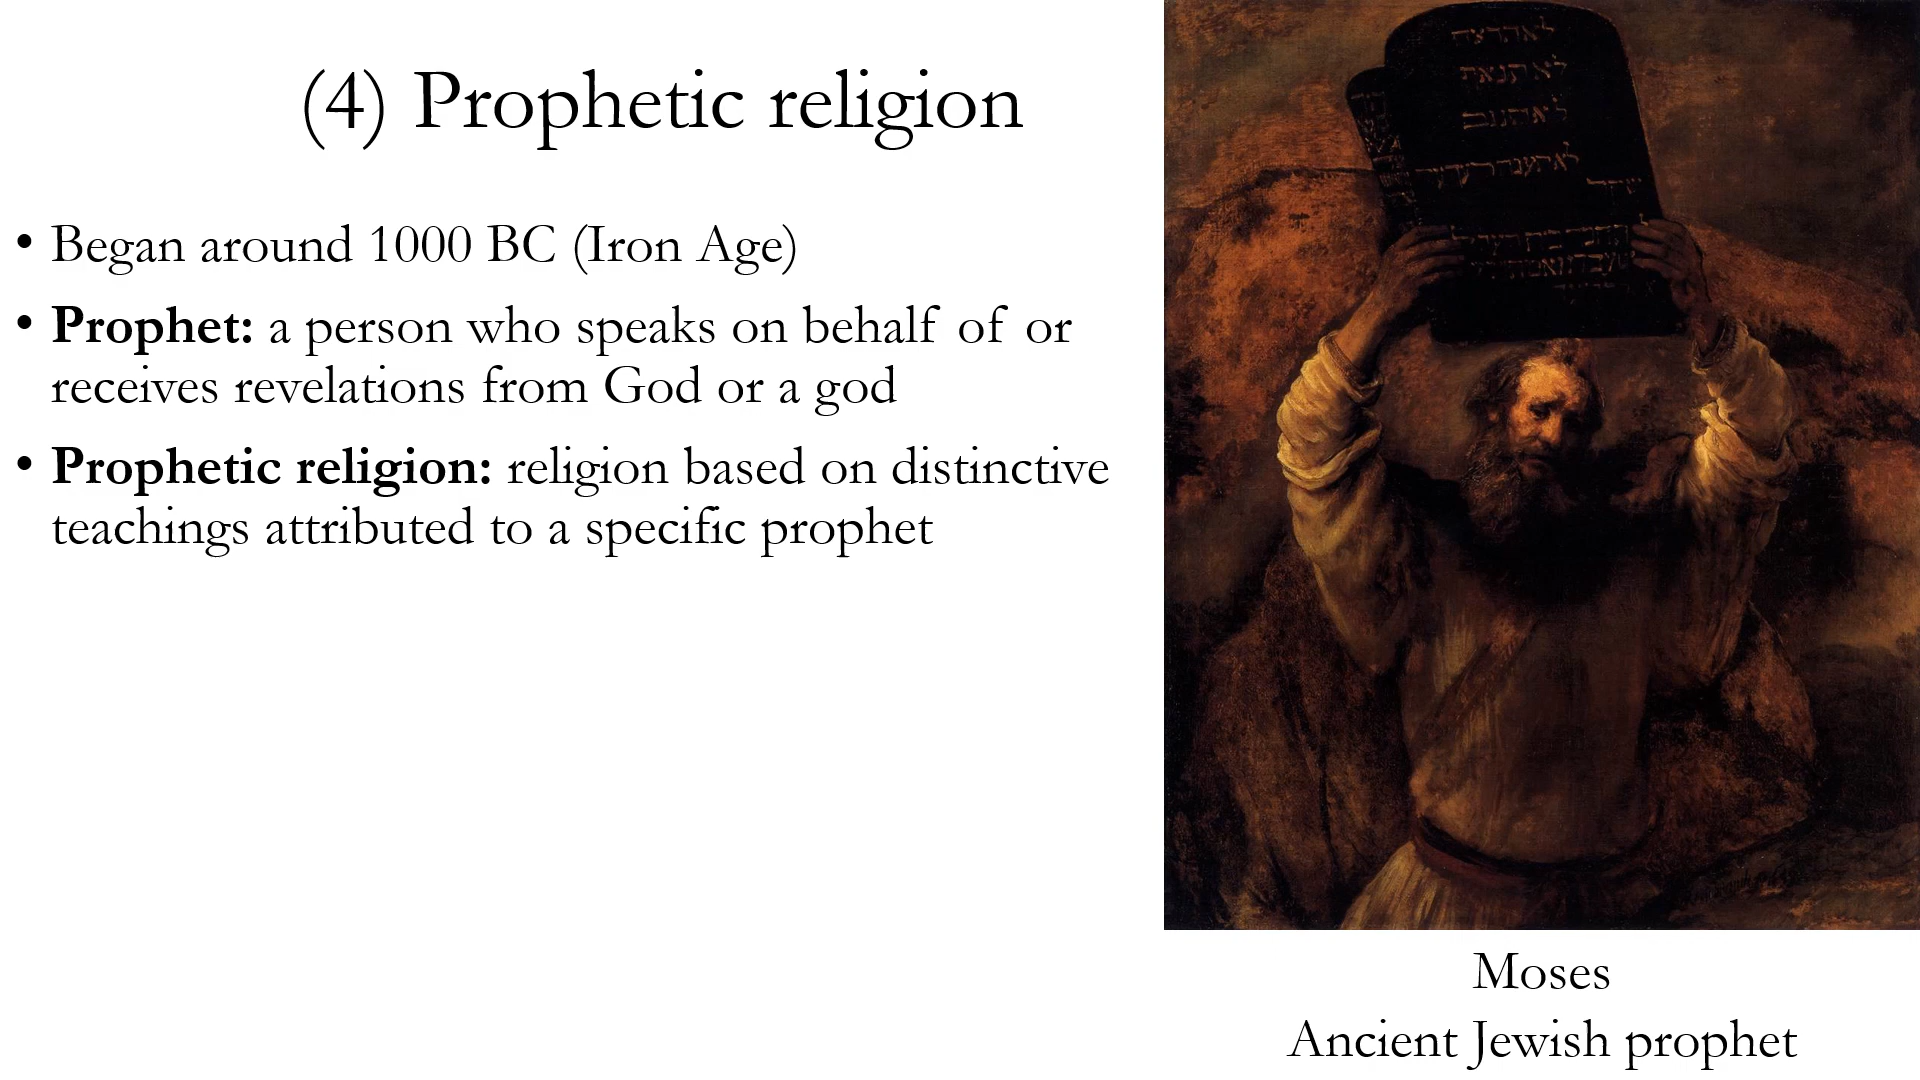 (4) Prophetic religion
• Began around 1000 BC (Iron Age)
• Prophet: a person who speaks on behalf of or
receives revelations from God or a god
• Prophetic religion: religion based on distinctive
teachings attributed to a specific prophet
Moses
Ancient Jewish prophet